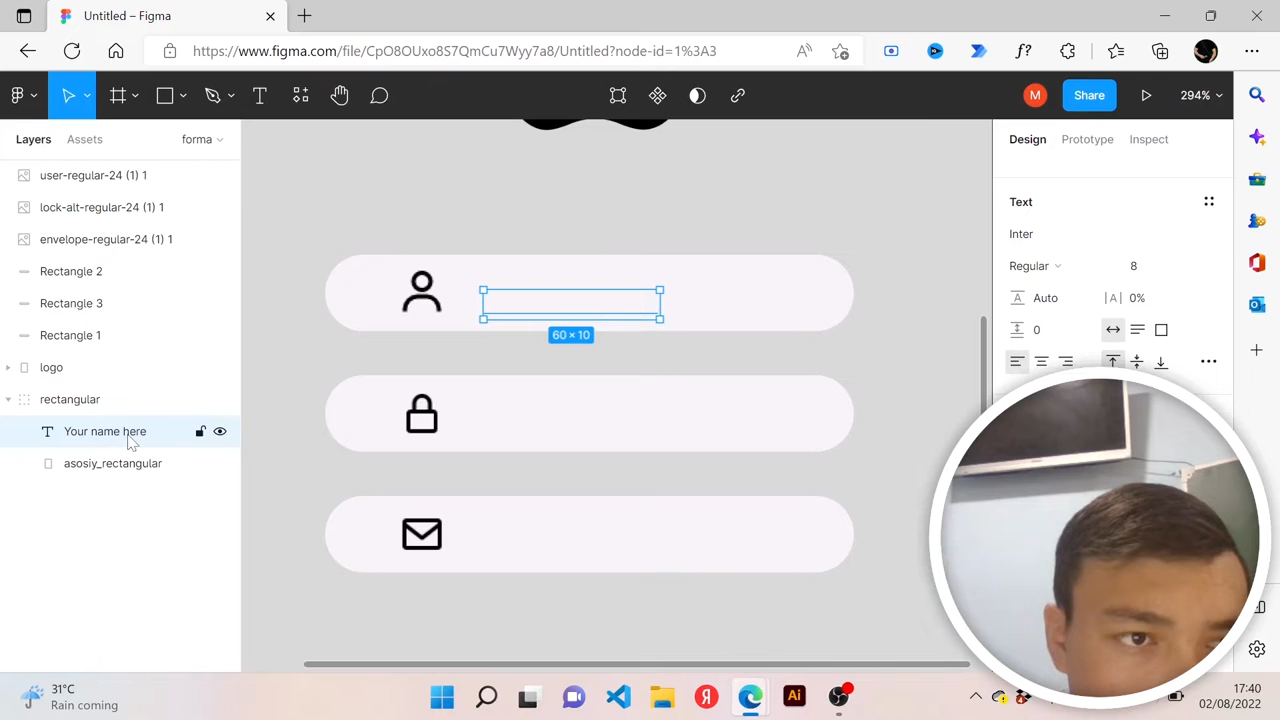 Untitled – Figma
https://www.figma.com/file/CpO8OUxo8S7QmCu7Wyy7a8/Untitled?node-id=1%3A3
M
Share
294%
Layers
Assets
forma
Design
Prototype
Inspect
user-regular-24 (1) 1
lock-alt-regular-24 (1) 1
envelope-regular-24 (1) 1
Rectangle 2
Rectangle 3
Rectangle 1
logo
rectangular
Your name here
asosiy_rectangular
60 × 10
Text
Inter
Regular
8
A
Auto
|A|
0%
0
31°C
Rain coming
Я
Ai
17:40
02/08/2022